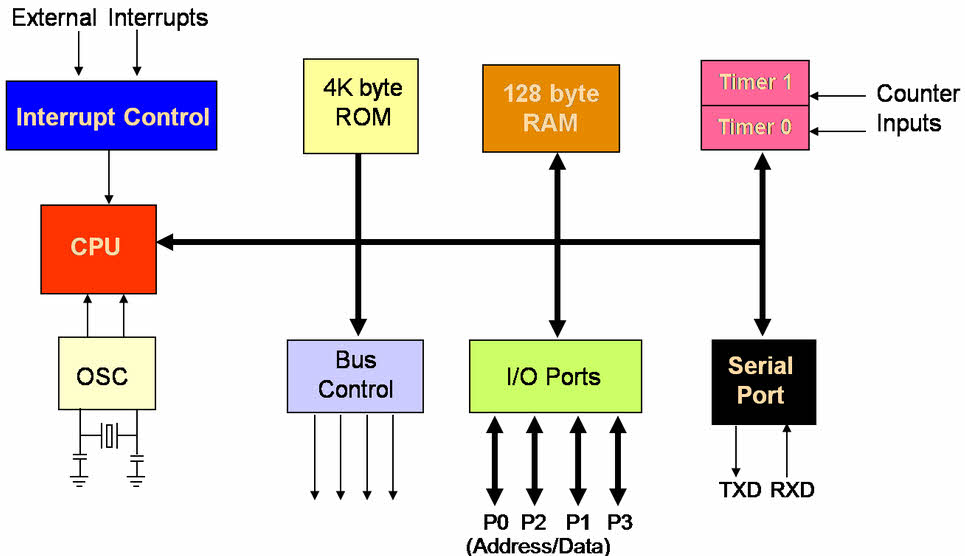 External Interrupts
Interrupt Control
4K byte
ROM
128 byte
RAM
Timer 1
Timer 0
Counter
Inputs
CPU
OSC
Bus
Control
I/O Ports
Serial
Port
TXD RXD
P0 P2 P1 P3
(Address/Data)